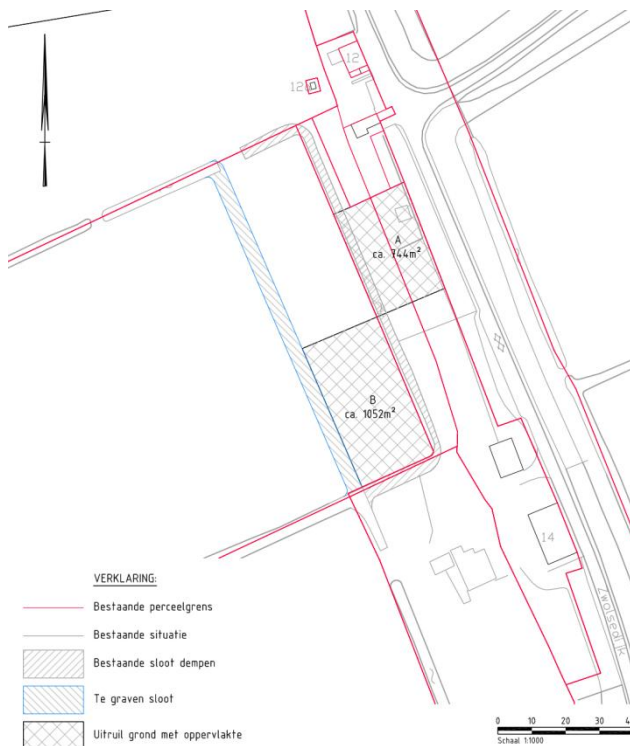 12
12a
A
ca. 744m²
B
ca. 1052m²
14
Zwolsedijk
VERKLARING:
Bestaande perceelgrens
Bestaande situatie
Bestaande sloot dempen
Te graven sloot
Uitruil grond met oppervlakte
0 10 20 30
Schaal 1:1000